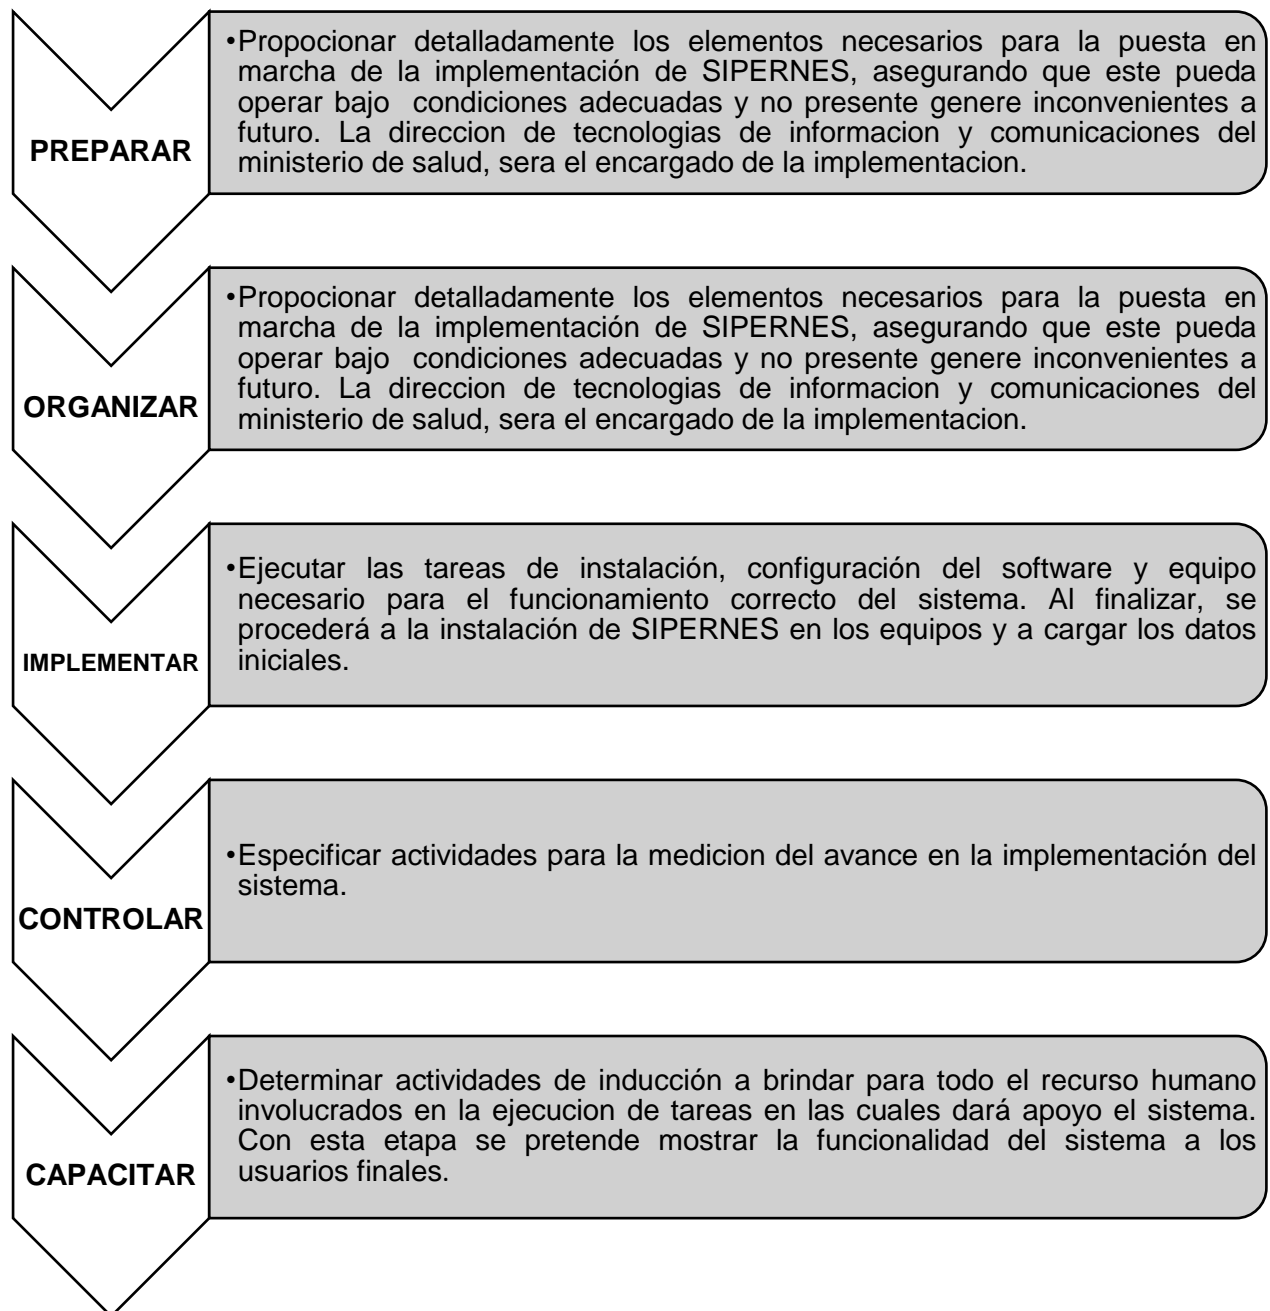 PREPARAR
•Propocionar detalladamente los elementos necesarios para la puesta en
marcha de la implementación de SIPERNES, asegurando que este pueda
operar bajo condiciones adecuadas y no presente genere inconvenientes a
futuro. La direccion de tecnologias de informacion y comunicaciones del
ministerio de salud, sera el encargado de la implementacion.
ORGANIZAR
•Propocionar detalladamente los elementos necesarios para la puesta en
marcha de la implementación de SIPERNES, asegurando que este pueda
operar bajo condiciones adecuadas y no presente genere inconvenientes a
futuro. La direccion de tecnologias de informacion y comunicaciones del
ministerio de salud, sera el encargado de la implementacion.
IMPLEMENTAR
•Ejecutar las tareas de instalación, configuración del software y equipo
necesario para el funcionamiento correcto del sistema. Al finalizar, se
procederá a la instalación de SIPERNES en los equipos y a cargar los datos
iniciales.
CONTROLAR
•Especificar actividades para la medicion del avance en la implementación del
sistema.
CAPACITAR
•Determinar actividades de inducción a brindar para todo el recurso humano
involucrados en la ejecucion de tareas en las cuales dará apoyo el sistema.
Con esta etapa se pretende mostrar la funcionalidad del sistema a los
usuarios finales.